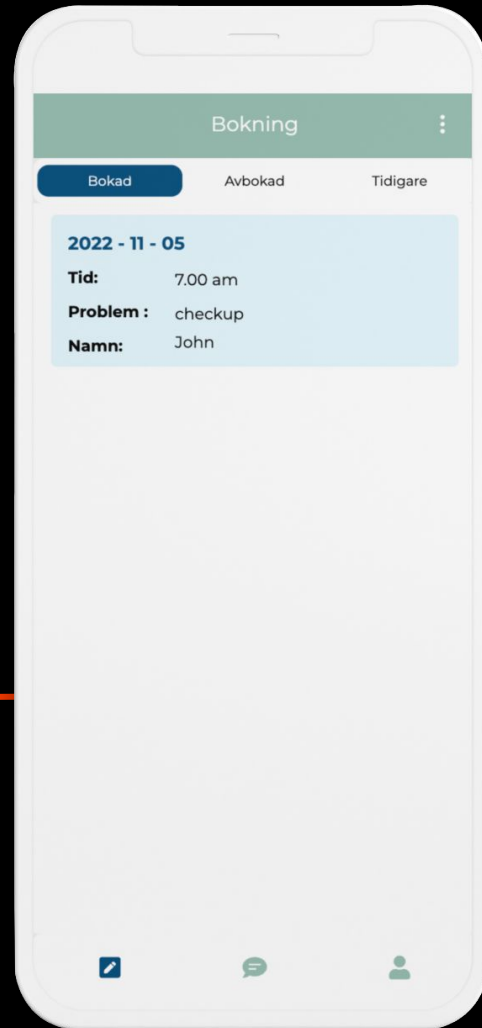 Bokning
Bokad Avbokad Tidigare
2022 - 11 - 05
Tid: 7.00 am
Problem : checkup
Namn: John